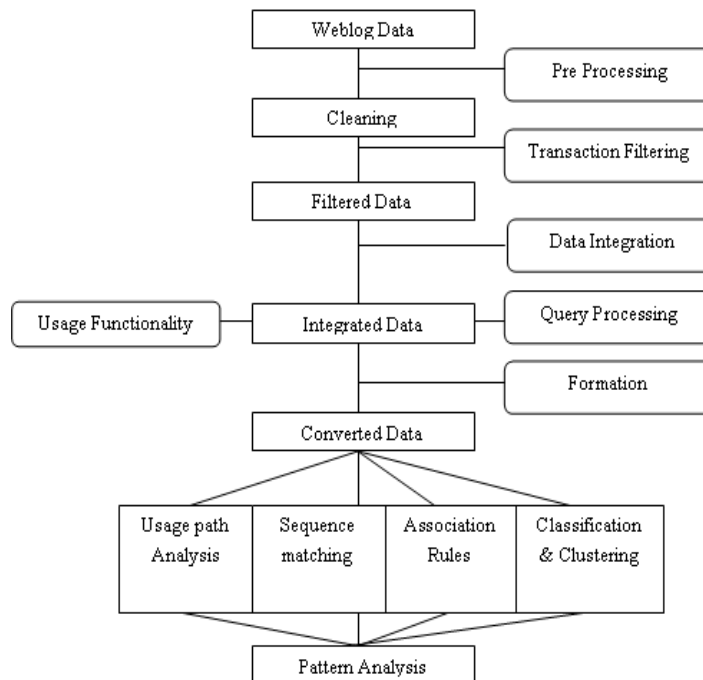 Weblog Data
Pre Processing
Cleaning
Transaction Filtering
Filtered Data
Data Integration
Usage Functionality
Integrated Data
Query Processing
Formation
Converted Data
Usage path
Analysis
Sequence
matching
Association
Rules
Classification
& Clustering
Pattern Analysis